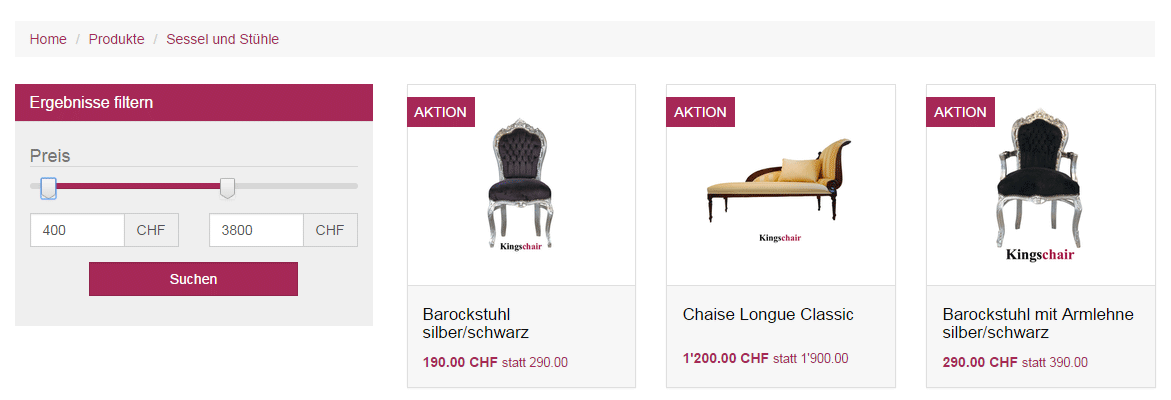 Home / Produkte / Sessel und Stühle
Ergebnisse filtern
Preis
400 CHF 3800 CHF
Suchen
AKTION
Kingschair
Barockstuhl
silber/schwarz
190.00 CHF statt 290.00
AKTION
Kingschair
Chaise Longue Classic
1'200.00 CHF statt 1'900.00
AKTION
Kingschair
Barockstuhl mit Armlehne
silber/schwarz
290.00 CHF statt 390.00